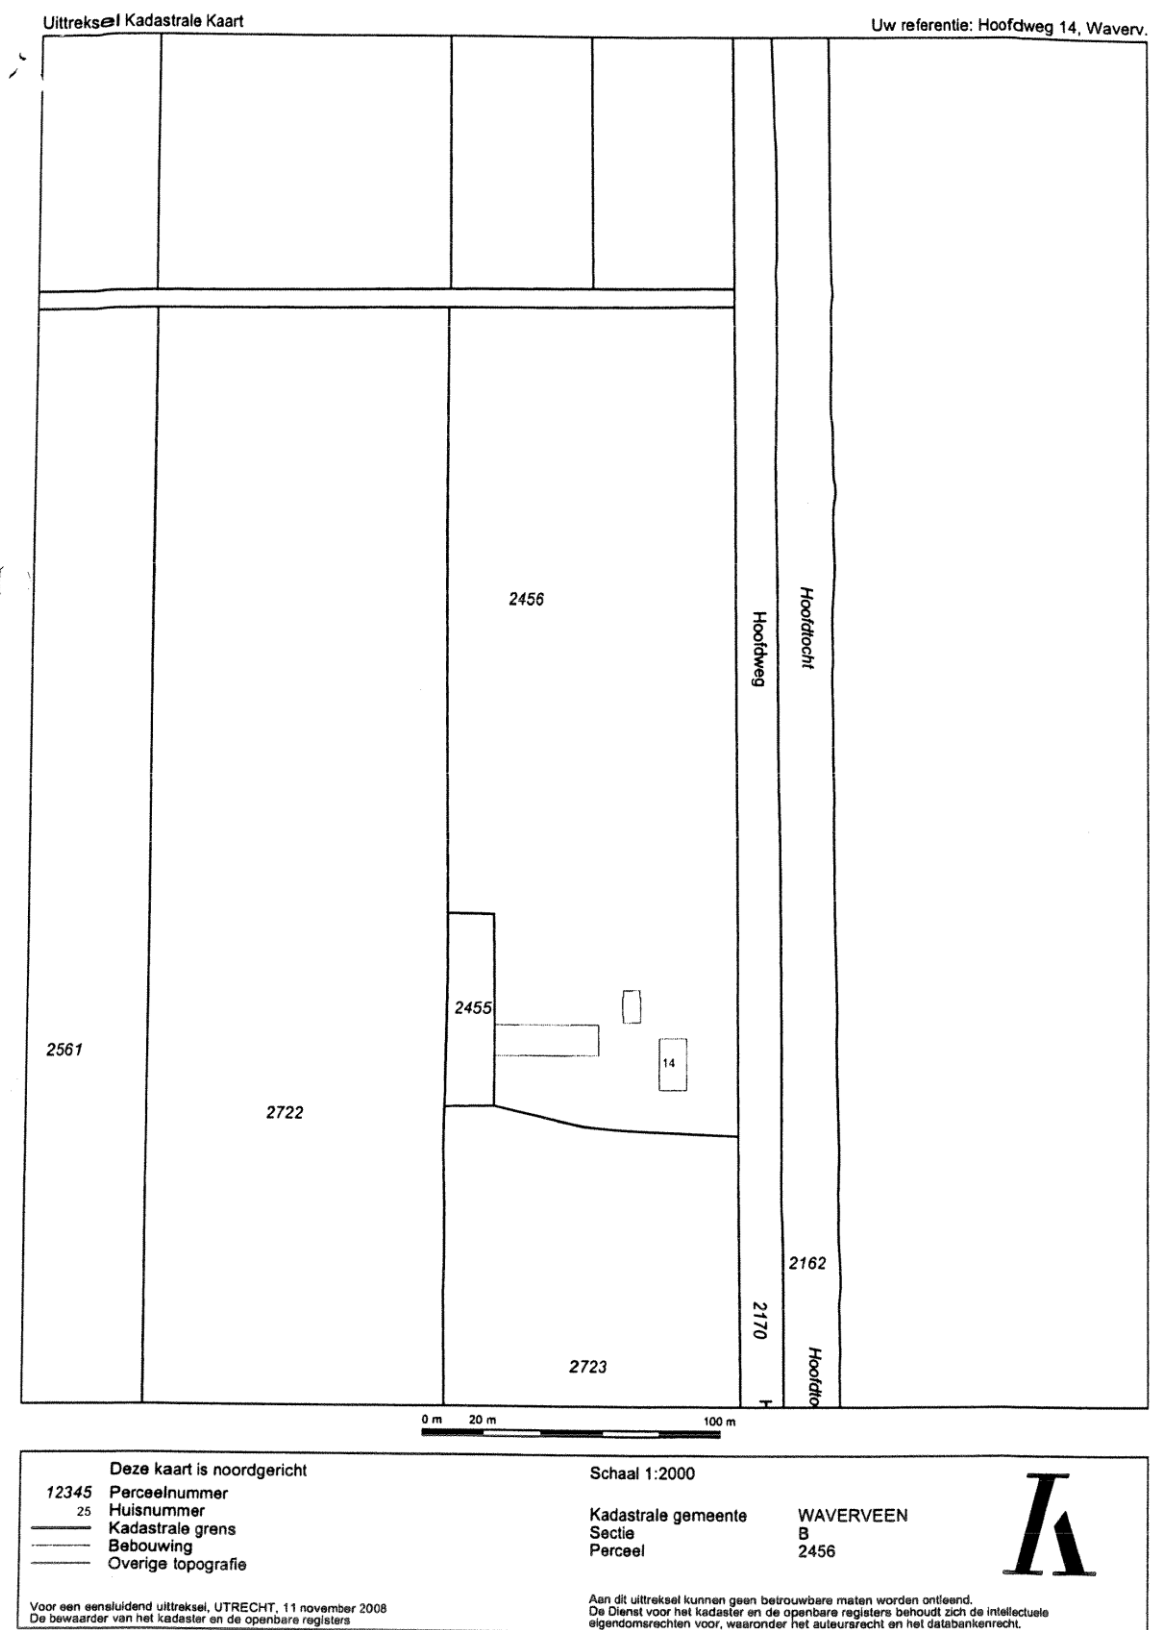 Uittreksel Kadastrale Kaart
Uw referentie: Hoofdweg 14, Waverv.
2456
Hoofdweg
Hoofdtocht
2455
14
2561
2722
2162
2170
2723
Hoofdto
H
0 m 20 m 100 m
Deze kaart is noordgericht
12345 Perceelnummer
25 Huisnummer
Kadastrale grens
Bebouwing
Overige topografie
Voor een eensluidend uittreksel, UTRECHT, 11 november 2008
De bewaarder van het kadaster en de openbare registers
Schaal 1:2000
Kadastrale gemeente WAVERVEEN
Sectie B
Perceel 2456
Aan dit uittreksel kunnen geen betrouwbare maten worden ontleend.
De Dienst voor het kadaster en de openbare registers behoudt zich de intellectuele
eigendomsrechten voor, waaronder het auteursrecht en het databankenrecht.